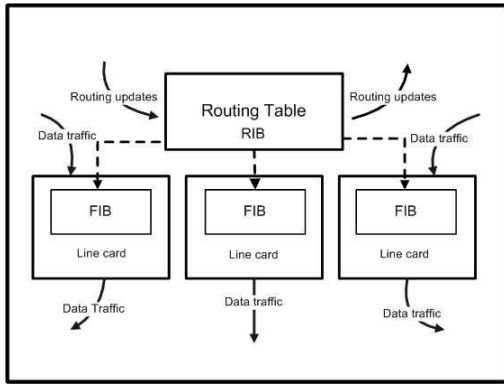 Routing updates
Routing Table
RIB
Routing updates
Data traffic
Data traffic
FIB
Line card
FIB
Line card
FIB
Line card
Data Traffic
Data traffic
Data traffic